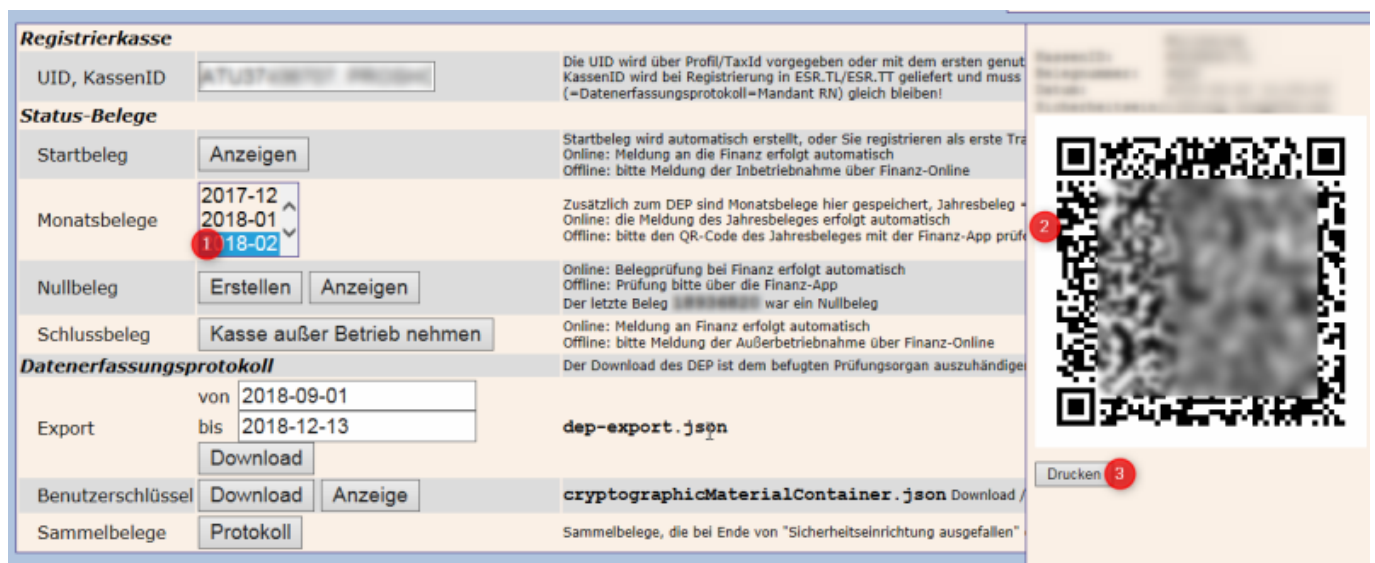 Registrierkasse
UID, KassenID
Die UID wird über Profil/TaxId vorgegeben oder mit dem ersten genut
KassenID wird bei Registrierung in ESR.TL/ESR.TT geliefert und muss
(=Datenerfassungsprotokoll=Mandant RN) gleich bleiben!
Status-Belege
Startbeleg
Anzeigen
Startbeleg wird automatisch erstellt, oder Sie registrieren als erste Tra
Online: Meldung an die Finanz erfolgt automatisch
Offline: bitte Meldung der Inbetriebnahme über Finanz-Online
Monatsbelege
2017-12
2018-01
1
18-02
Zusätzlich zum DEP sind Monatsbelege hier gespeichert, Jahresbeleg =
Online: die Meldung des Jahresbeleges erfolgt automatisch
Offline: bitte den QR-Code des Jahresbeleges mit der Finanz-App prüfe
Nullbeleg
Erstellen Anzeigen
Online: Belegprüfung bei Finanz erfolgt automatisch
Offline: Prüfung bitte über die Finanz-App
Der letzte Beleg war ein Nullbeleg
Schlussbeleg
Kasse außer Betrieb nehmen
Online: Meldung an Finanz erfolgt automatisch
Offline: bitte Meldung der Außerbetriebnahme über Finanz-Online
Datenerfassungsprotokoll
Der Download des DEP ist dem befugten Prüfungsorgan auszuhändige
Export
von 2018-09-01
bis 2018-12-13
Download
dep-export.json
Benutzerschlüssel Download Anzeige
cryptographicMaterialContainer.json Download /
Sammelbelege Protokoll
Sammelbelege, die bei Ende von "Sicherheitseinrichtung ausgefallen"
2
Drucken 3